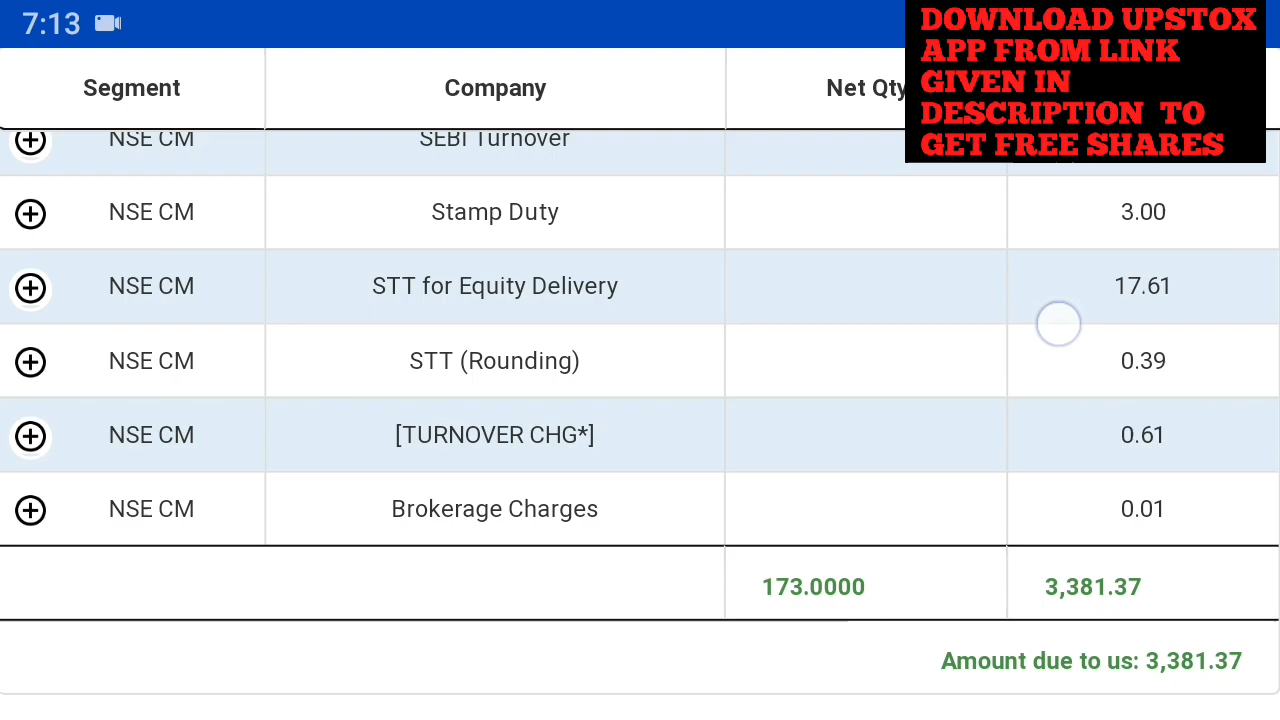 7:13
DOWNLOAD UPSTOX
APP FROM LINK
GIVEN IN
DESCRIPTION TO
GET FREE SHARES
Segment Company Net Qty
NSE CM SEBI Turnover
NSE CM Stamp Duty 3.00
NSE CM STT for Equity Delivery 17.61
NSE CM STT (Rounding) 0.39
NSE CM [TURNOVER CHG*] 0.61
NSE CM Brokerage Charges 0.01
173.0000 3,381.37
Amount due to us: 3,381.37